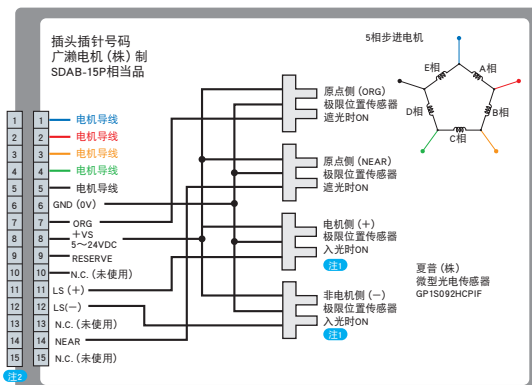 插头插针号码
广濑电机（株）制
SDAB-15P相当品
5相步进电机
E相
A相
D相
B相
C相
1 1 电机导线
2 2 电机导线
3 3 电机导线
4 4 电机导线
5 5 电机导线
6 6 GND (0V)
7 7 ORG
8 8 ＋VS
5～24VDC
9 9 RESERVE
10 10 N.C.（未使用）
11 11 LS（＋）
12 12 LS(－)
13 13 N.C.（未使用）
14 14 NEAR
15 15 N.C.（未使用）
注2
原点侧（ORG）
极限位置传感器
遮光时ON
原点侧（NEAR）
极限位置传感器
遮光时ON
电机侧（＋）
极限位置传感器
入光时ON
注1
非电机侧（－）
极限位置传感器
入光时ON
注1
夏普（株）
微型光电传感器
GP1S092HCPIF